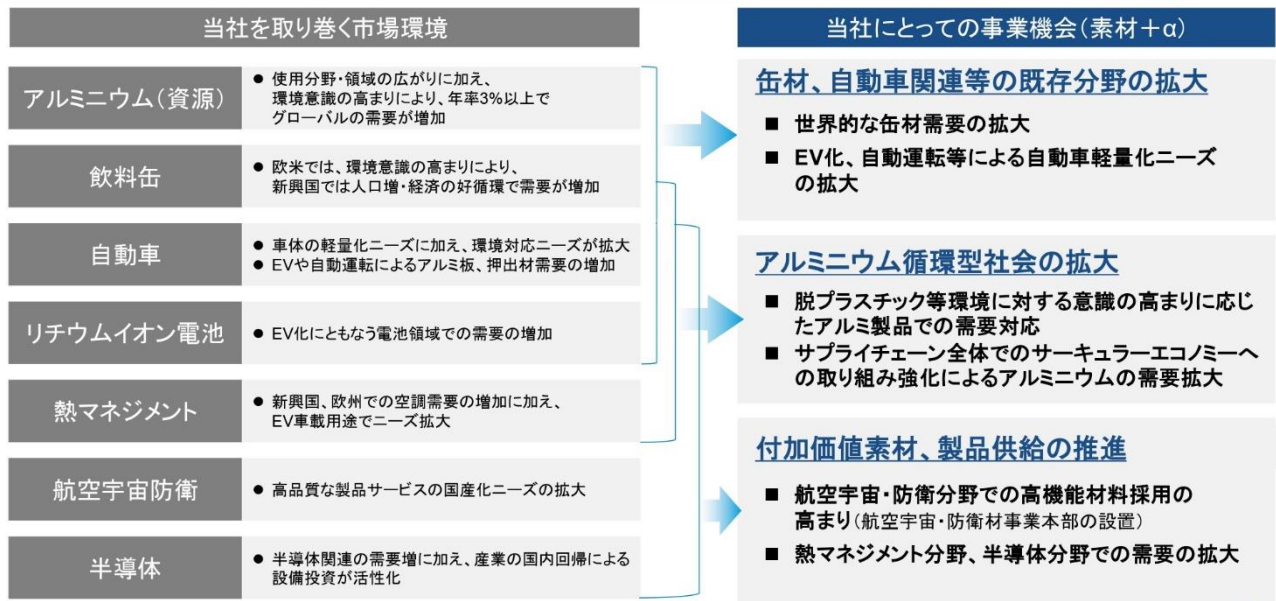 当社を取り巻く市場環境
アルミニウム（資源）
● 使用分野・領域の広がりに加え、
環境意識の高まりにより、年率3%以上で
グローバルの需要が増加
飲料缶
● 欧米では、環境意識の高まりにより、
新興国では人口増・経済の好循環で需要が増加
自動車
● 車体の軽量化ニーズに加え、環境対応ニーズが拡大
● EVや自動運転によるアルミ板、押出材需要の増加
リチウムイオン電池
● EV化にともなう電池領域での需要の増加
熱マネジメント
● 新興国、欧州での空調需要の増加に加え、
EV車載用途でニーズ拡大
航空宇宙防衛
● 高品質な製品サービスの国産化ニーズの拡大
半導体
● 半導体関連の需要増に加え、産業の国内回帰による
設備投資が活性化
当社にとっての事業機会（素材＋α）
缶材、自動車関連等の既存分野の拡大
■ 世界的な缶材需要の拡大
■ EV化、自動運転等による自動車軽量化ニーズ
の拡大
アルミニウム循環型社会の拡大
■ 脱プラスチック等環境に対する意識の高まりに応じ
たアルミ製品での需要対応
■ サプライチェーン全体でのサーキュラーエコノミーへ
の取り組み強化によるアルミニウムの需要拡大
付加価値素材、製品供給の推進
■ 航空宇宙・防衛分野での高機能材料採用の
高まり（航空宇宙・防衛材事業本部の設置）
■ 熱マネジメント分野、半導体分野での需要の拡大